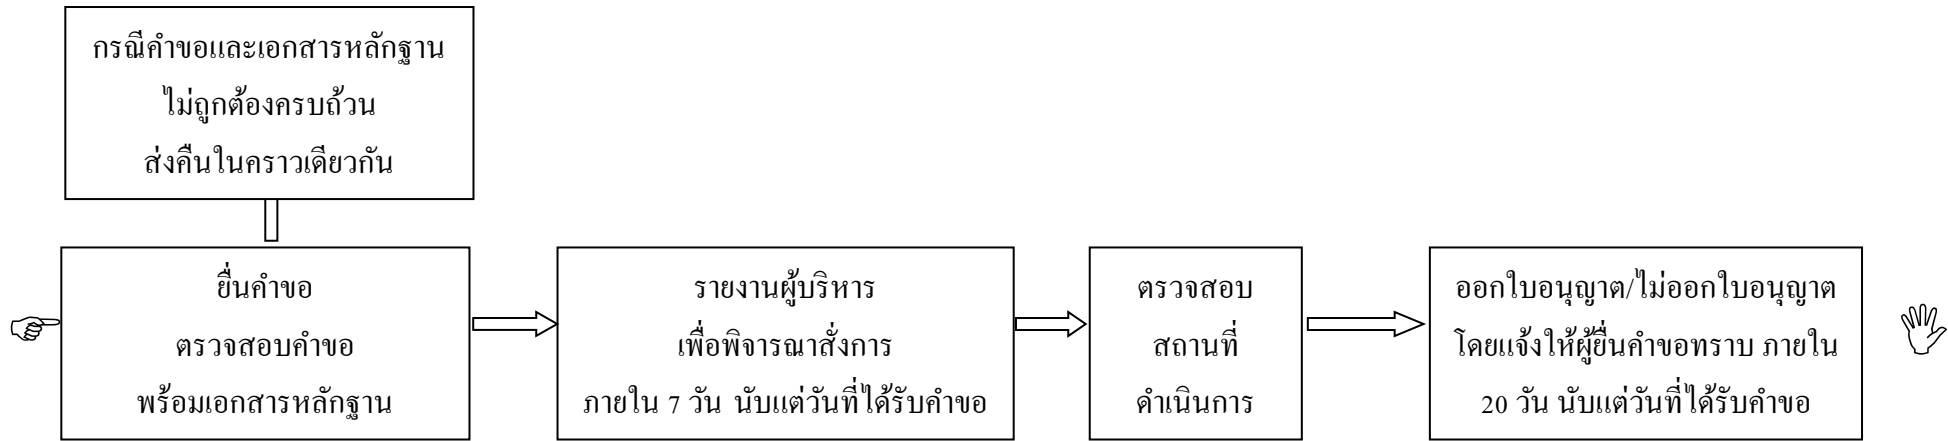 กรณีคำขอและเอกสารหลักฐาน
ไม่ถูกต้องครบถ้วน
ส่งคืนในคราวเดียวกัน
ยื่นคำขอ
ตรวจสอบคำขอ
พร้อมเอกสารหลักฐาน
รายงานผู้บริหาร
เพื่อพิจารณาสั่งการ
ภายใน 7 วัน นับแต่วันที่ได้รับคำขอ
ตรวจสอบ
สถานที่
ดำเนินการ
ออกใบอนุญาต/ไม่ออกใบอนุญาต
โดยแจ้งให้ผู้ยื่นคำขอทราบ ภายใน
20 วัน นับแต่วันที่ได้รับคำขอ